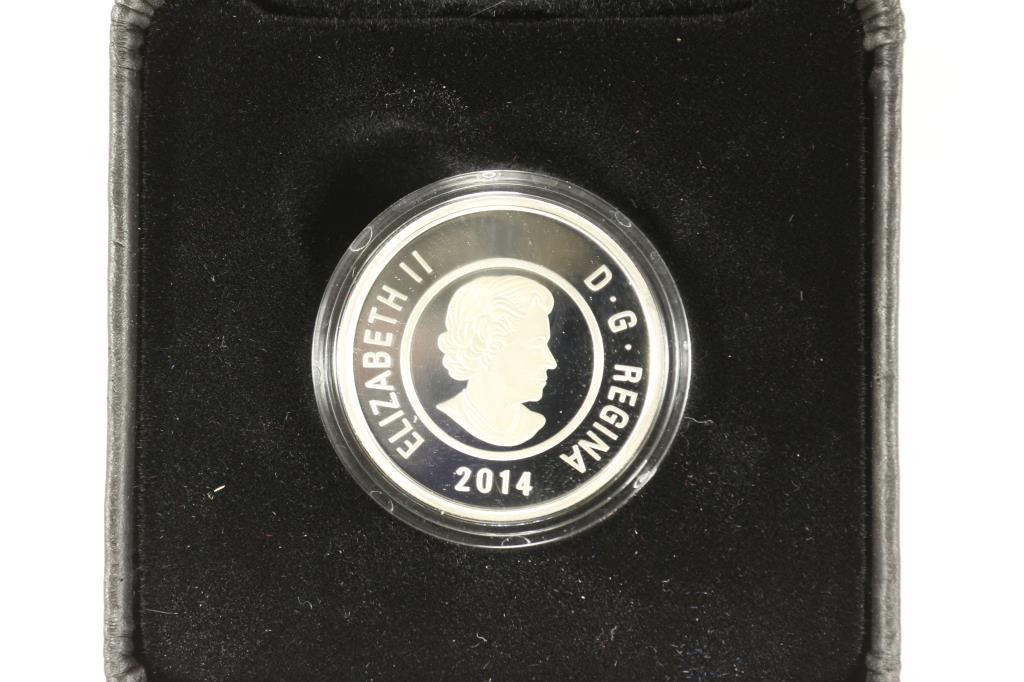 ELIZABETH II
D·G·REGINA
2014